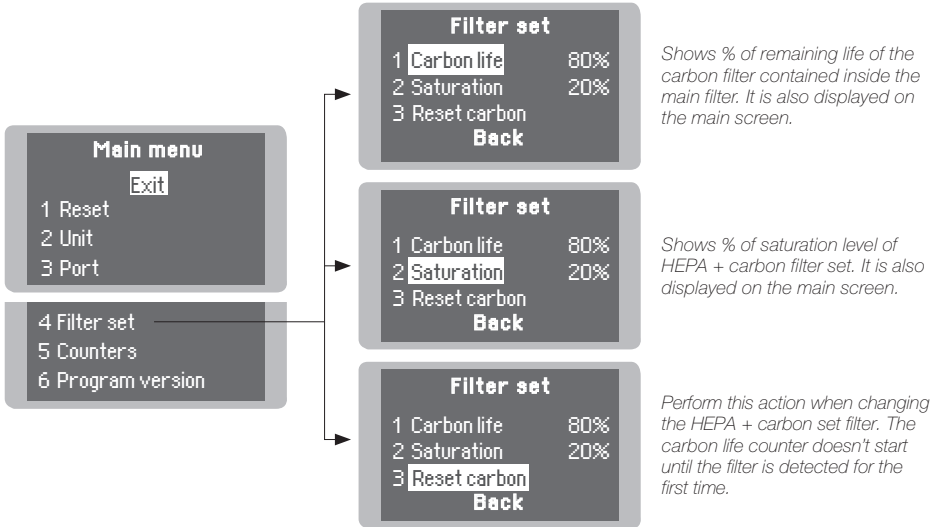 Main menu
Exit
1 Reset
2 Unit
3 Port
4 Filter set
5 Counters
6 Program version
Filter set
1 Carbon life 80%
2 Saturation 20%
3 Reset carbon
Back
Shows % of remaining life of the
carbon filter contained inside the
main filter. It is also displayed on
the main screen.
Filter set
1 Carbon life 80%
2 Saturation 20%
3 Reset carbon
Back
Shows % of saturation level of
HEPA + carbon filter set. It is also
displayed on the main screen.
Filter set
1 Carbon life 80%
2 Saturation 20%
3 Reset carbon
Back
Perform this action when changing
the HEPA + carbon set filter. The
carbon life counter doesn't start
until the filter is detected for the
first time.